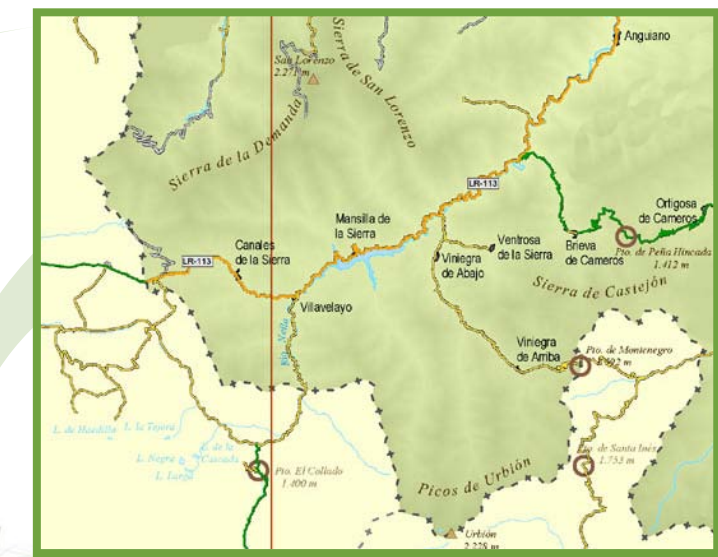 Anguiano
San Lorenzo
2.271 m
Sierra de San Lorenzo
Sierra de la Demanda
LR-113
Ortigosa
de Cameros
Mansilla de
la Sierra
Ventrosa
de la Sierra
Brieva
de Cameros
Pto. de Peña Hincada
1.412 m
Canales
de la Sierra
LR-113
Viniegra
de Abajo
Sierra de Castejón
Villavelayo
Río Neila
Viniegra
de Arriba
Pto. de Montenegro
L. la Tejera
L. de la
Cascada
L. Negra
L. Larga
Pto. El Collado
1.400 m
Pto. de Santa Inés
1.753 m
Picos de Urbión
Urbión
2.228 m